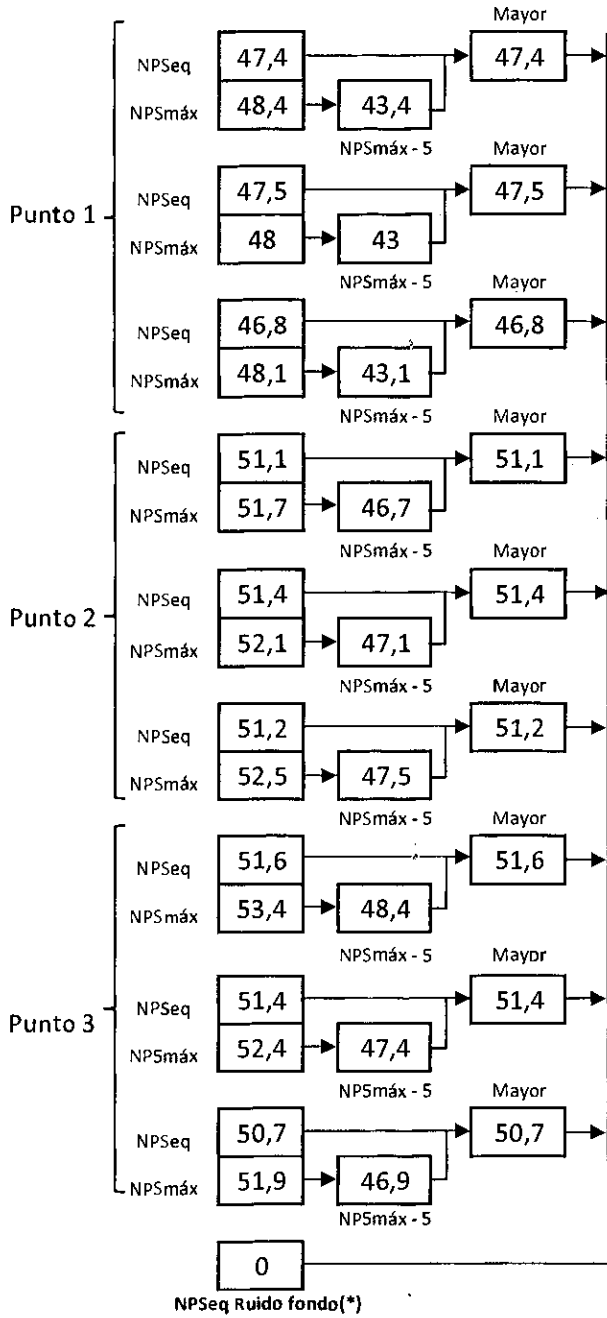 Mayor
NPSeq 47,4 47,4
NPSmáx 48,4 43,4
NPSmáx - 5
Mayor
NPSeq 47,5 47,5
Punto 1
NPSmáx 48 43
NPSmáx - 5
Mayor
NPSeq 46,8 46,8
NPSmáx 48,1 43,1
NPSmáx - 5
Mayor
NPSeq 51,1 51,1
NPSmáx 51,7 46,7
NPSmáx - 5
Mayor
NPSeq 51,4 51,4
Punto 2
NPSmáx 52,1 47,1
NPSmáx - 5
Mayor
NPSeq 51,2 51,2
NPSmáx 52,5 47,5
NPSmáx - 5
Mayor
NPSeq 51,6 51,6
NPSmáx 53,4 48,4
NPSmáx - 5
Mayor
NPSeq 51,4 51,4
Punto 3
NPSmáx 52,4 47,4
NPSmáx - 5
Mayor
NPSeq 50,7 50,7
NPSmáx 51,9 46,9
NPSmáx - 5
0
NPSeq Ruido fondo(*)